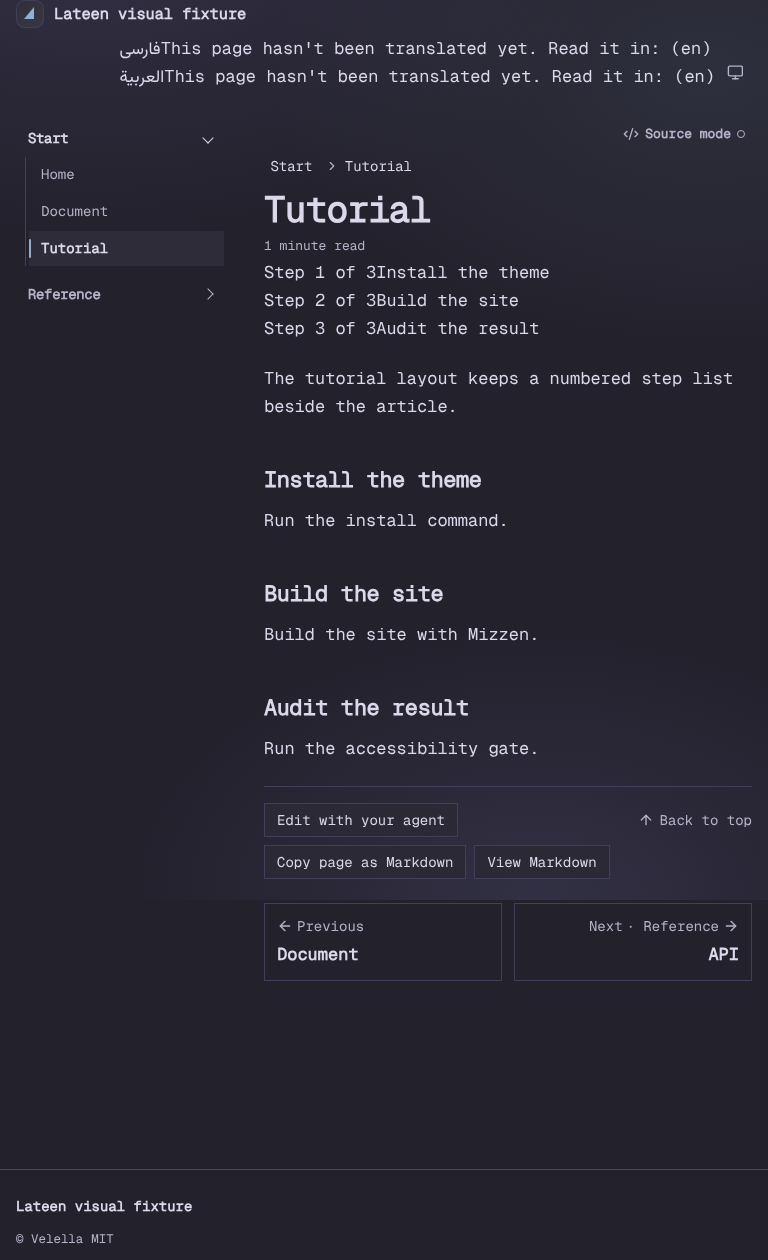 Lateen visual fixture
فارسیThis page hasn't been translated yet. Read it in: (en)
العربيةThis page hasn't been translated yet. Read it in: (en)
Start
Home
Document
Tutorial
Reference
Source mode
Start Tutorial
Tutorial
1 minute read
Step 1 of 3Install the theme
Step 2 of 3Build the site
Step 3 of 3Audit the result
The tutorial layout keeps a numbered step list
beside the article.
Install the theme
Run the install command.
Build the site
Build the site with Mizzen.
Audit the result
Run the accessibility gate.
Edit with your agent
Back to top
Copy page as Markdown
View Markdown
Previous
Document
Next · Reference
API
Lateen visual fixture
© Velella MIT